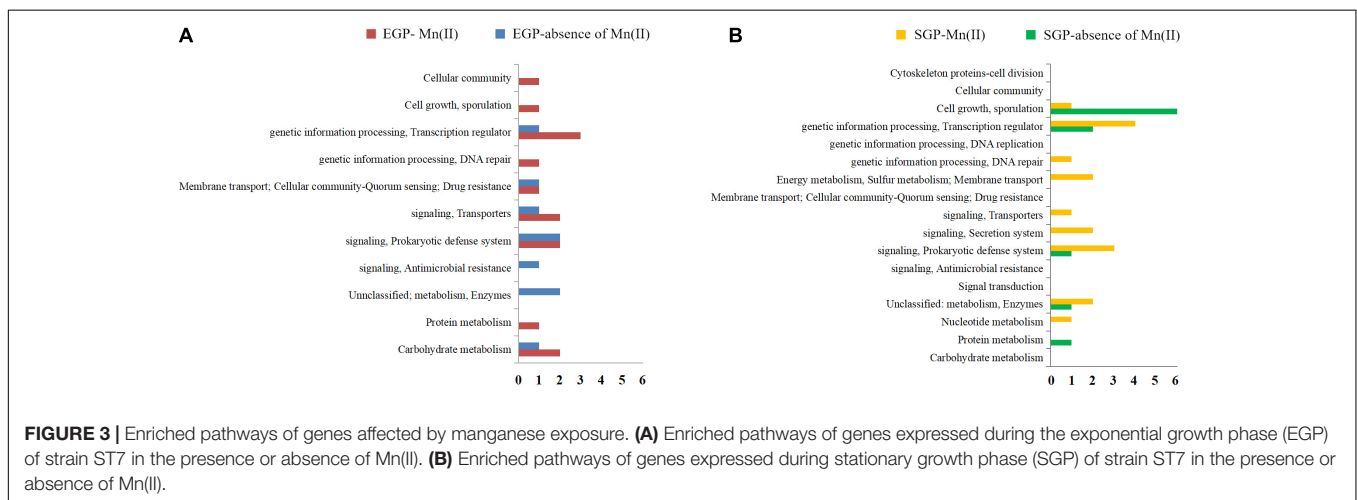 A
EGP- Mn(II)
EGP-absence of Mn(II)
Cellular community
Cell growth, sporulation
genetic information processing, Transcription regulator
genetic information processing, DNA repair
Membrane transport; Cellular community-Quorum sensing; Drug resistance
signaling, Transporters
signaling, Prokaryotic defense system
signaling, Antimicrobial resistance
Unnclassified; metabolism, Enzymes
Protein metabolism
Carbohydrate metabolism
0 1 2 3 4 5 6
B
SGP-Mn(II)
SGP-absence of Mn(II)
Cytoskeleton proteins-cell division
Cellular community
Cell growth, sporulation
genetic information processing, Transcription regulator
genetic information processing, DNA replication
genetic information processing, DNA repair
Energy metabolism, Sulfur metabolism; Membrane transport
Membrane transport; Cellular community-Quorum sensing; Drug resistance
signaling, Transporters
signaling, Secretion system
signaling, Prokaryotic defense system
signaling, Antimicrobial resistance
Signal transduction
Unclassified: metabolism, Enzymes
Nucleotide metabolism
Protein metabolism
Carbohydrate metabolism
0 1 2 3 4 5 6
FIGURE 3 | Enriched pathways of genes affected by manganese exposure. (A) Enriched pathways of genes expressed during the exponential growth phase (EGP)
of strain ST7 in the presence or absence of Mn(II). (B) Enriched pathways of genes expressed during stationary growth phase (SGP) of strain ST7 in the presence or
absence of Mn(II).